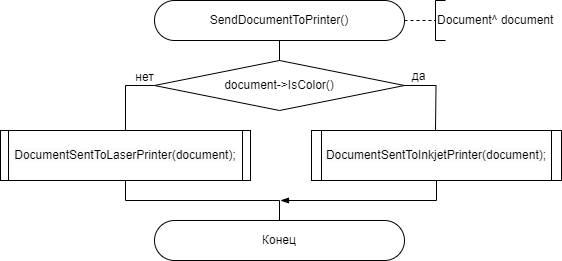 SendDocumentToPrinter()
Document^ document
нет
document->IsColor()
да
DocumentSentToLaserPrinter(document);
DocumentSentToInkjetPrinter(document);
Конец